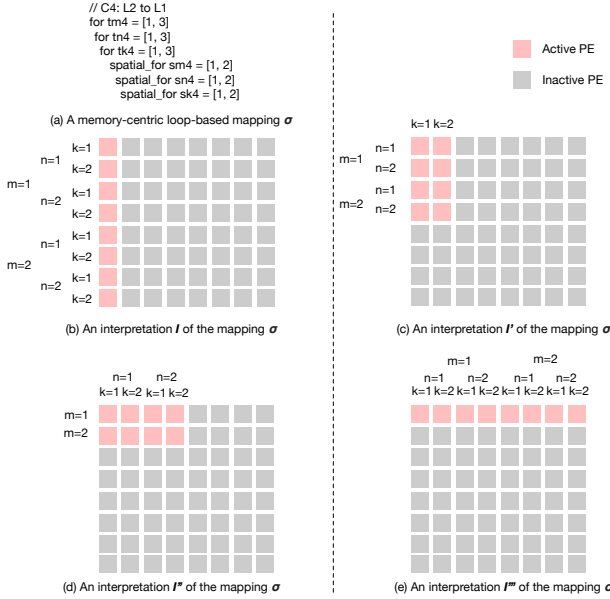 // C4: L2 to L1
for tm4 = [1, 3]
for tn4 = [1, 3]
for tk4 = [1, 3]
spatial_for sm4 = [1, 2]
spatial_for sn4 = [1, 2]
spatial_for sk4 = [1, 2]
(a) A memory-centric loop-based mapping σ
Active PE
Inactive PE
m=1
n=1
k=1
k=2
n=2
k=1
k=2
m=2
n=1
k=1
k=2
n=2
k=1
k=2
(b) An interpretation I of the mapping σ
k=1 k=2
m=1
n=1
n=2
m=2
n=1
n=2
(c) An interpretation I' of the mapping σ
n=1 n=2
k=1 k=2 k=1 k=2
m=1
m=2
(d) An interpretation I'' of the mapping σ
m=1 m=2
n=1 n=2 n=1 n=2
k=1 k=2 k=1 k=2 k=1 k=2 k=1 k=2
(e) An interpretation I''' of the mapping σ